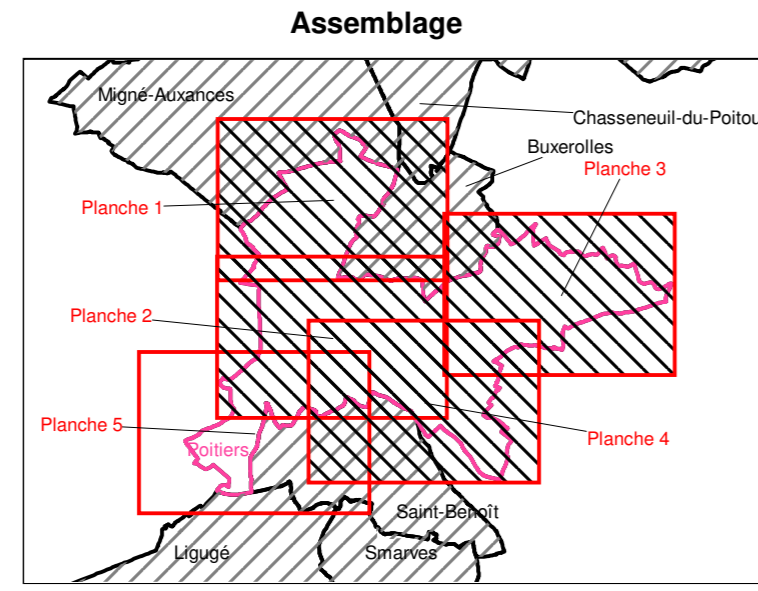 Assemblage
Migné-Auxances
Chasseneuil-du-Poitou
Buxerolles
Planche 3
Planche 1
Planche 2
Planche 5
Planche 4
Poitiers
Saint-Benoît
Ligugé
Smarves